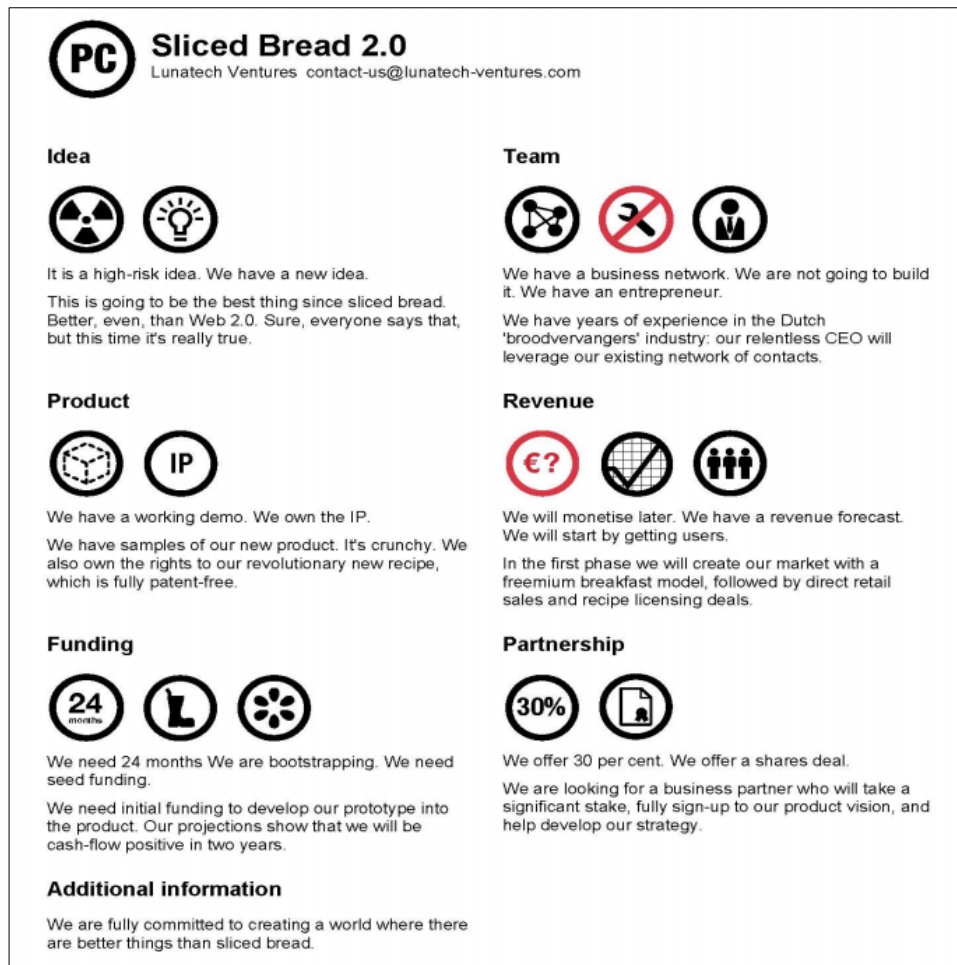 PC
Sliced Bread 2.0
Lunatech Ventures contact-us@lunatech-ventures.com
Idea
It is a high-risk idea. We have a new idea.
This is going to be the best thing since sliced bread.
Better, even, than Web 2.0. Sure, everyone says that,
but this time it's really true.
Team
We have a business network. We are not going to build
it. We have an entrepreneur.
We have years of experience in the Dutch
'broodvervangers' industry: our relentless CEO will
leverage our existing network of contacts.
Product
IP
We have a working demo. We own the IP.
We have samples of our new product. It's crunchy. We
also own the rights to our revolutionary new recipe,
which is fully patent-free.
Revenue
€?
We will monetise later. We have a revenue forecast.
We will start by getting users.
In the first phase we will create our market with a
freemium breakfast model, followed by direct retail
sales and recipe licensing deals.
Funding
24
months
We need 24 months We are bootstrapping. We need
seed funding.
We need initial funding to develop our prototype into
the product. Our projections show that we will be
cash-flow positive in two years.
Partnership
30%
We offer 30 per cent. We offer a shares deal.
We are looking for a business partner who will take a
significant stake, fully sign-up to our product vision, and
help develop our strategy.
Additional information
We are fully committed to creating a world where there
are better things than sliced bread.